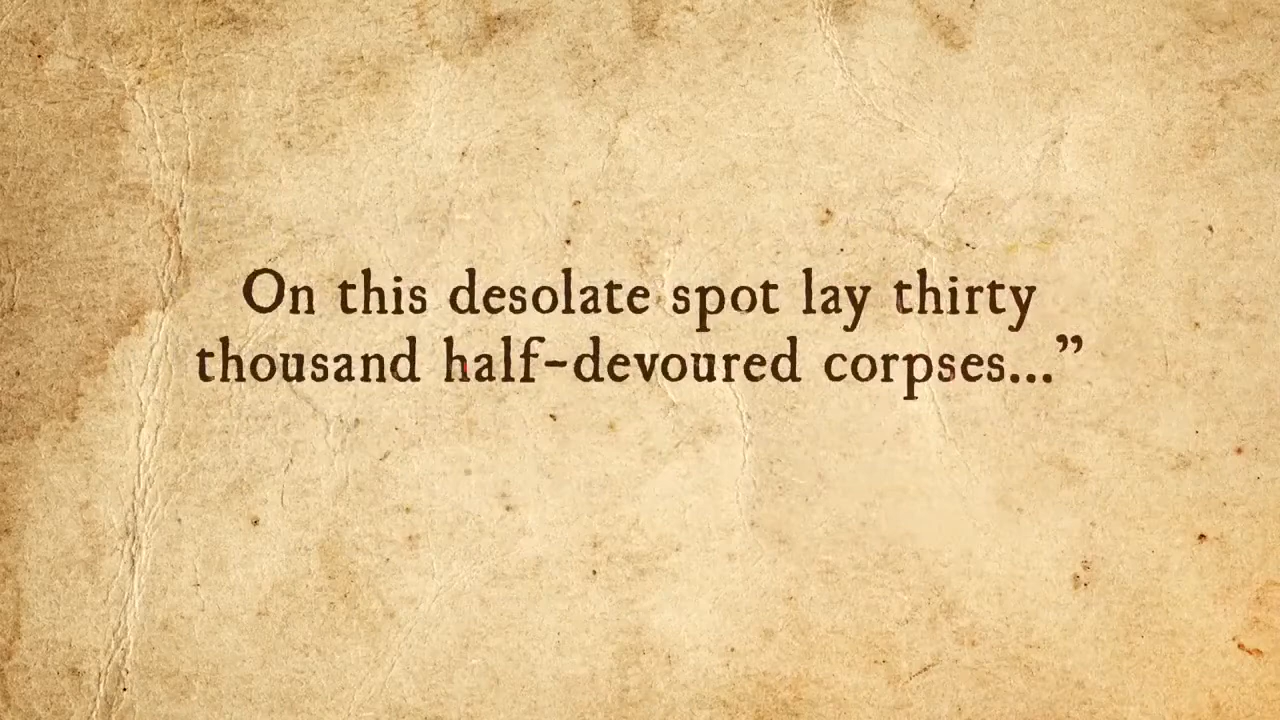 On this desolate spot lay thirty
thousand half-devoured corpses...”